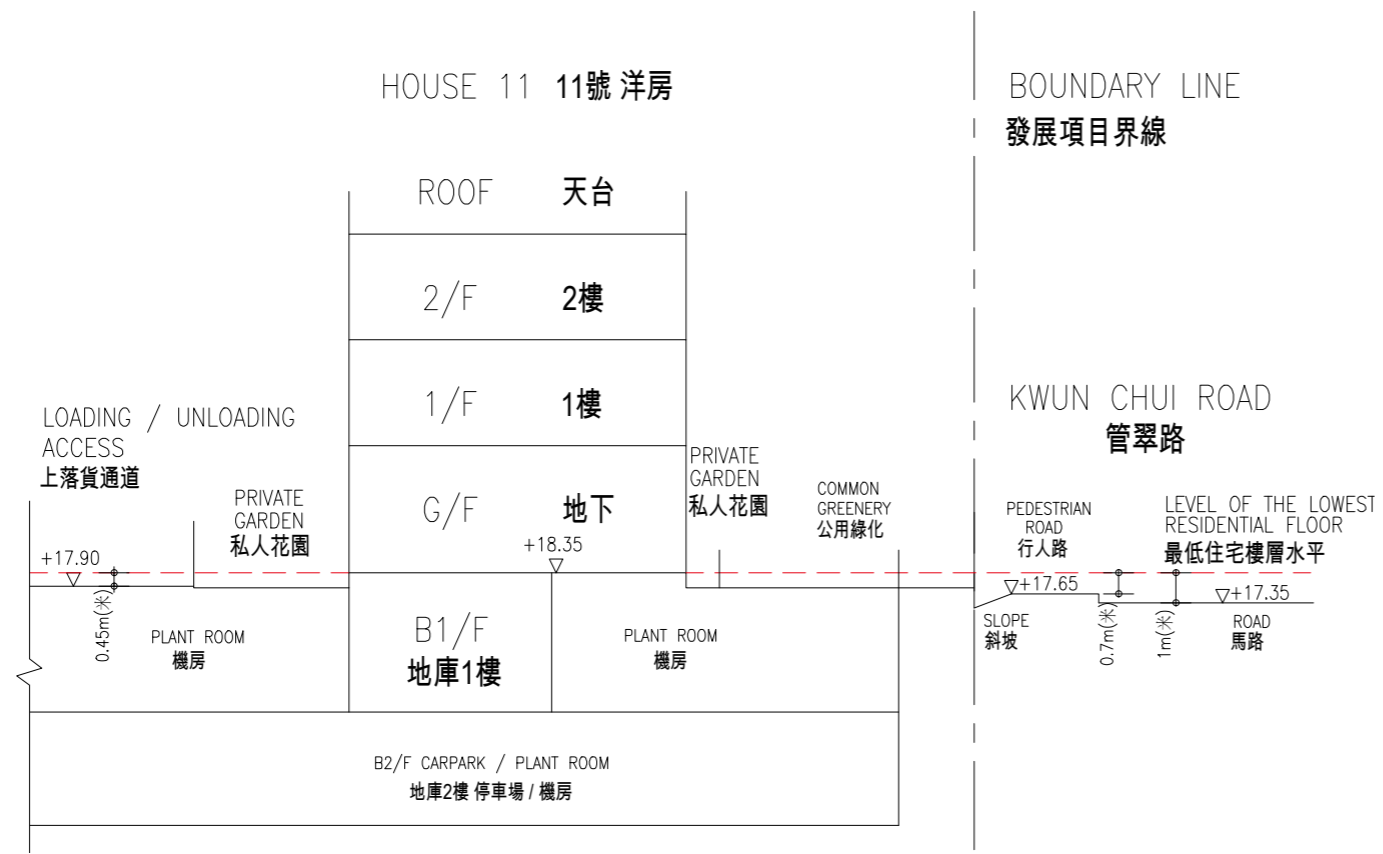 HOUSE 11 11號 洋房
BOUNDARY LINE
發展項目界線
ROOF 天台
2/F 2樓
1/F 1樓
KWUN CHUI ROAD
管翠路
LOADING / UNLOADING
ACCESS
上落貨通道
PRIVATE
GARDEN
私人花園
G/F 地下
PRIVATE
GARDEN
私人花園
COMMON
GREENERY
公用綠化
PEDESTRIAN
ROAD
行人路
LEVEL OF THE LOWEST
RESIDENTIAL FLOOR
最低住宅樓層水平
+17.90
+18.35
+17.65
+17.35
0.45m(米)
PLANT ROOM
機房
B1/F
地庫1樓
PLANT ROOM
機房
SLOPE
斜坡
0.7m(米)
1m(米)
ROAD
馬路
B2/F CARPARK / PLANT ROOM
地庫2樓 停車場 / 機房